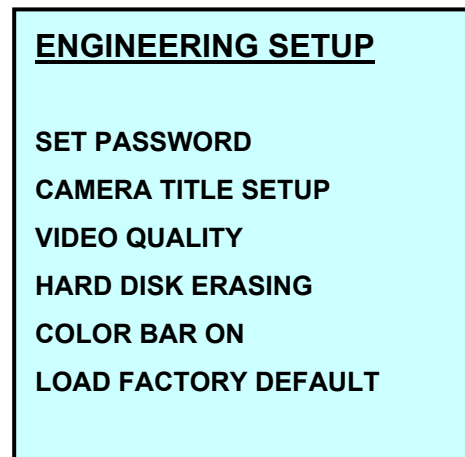 ENGINEERING SETUP
SET PASSWORD
CAMERA TITLE SETUP
VIDEO QUALITY
HARD DISK ERASING
COLOR BAR ON
LOAD FACTORY DEFAULT